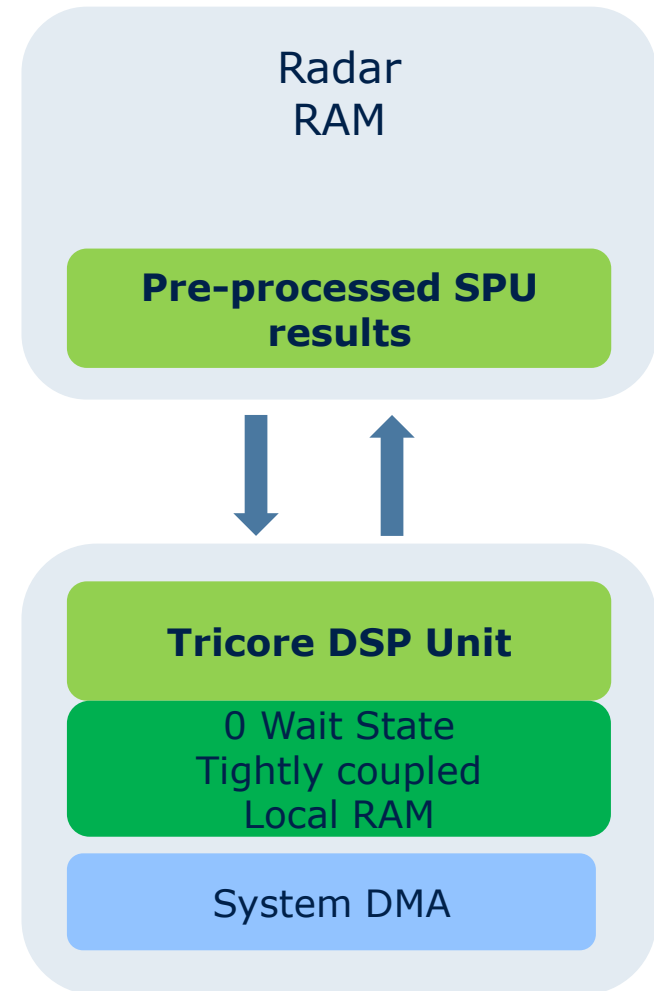 Radar
RAM
Pre-processed SPU
results
Tricore DSP Unit
0 Wait State
Tightly coupled
Local RAM
System DMA